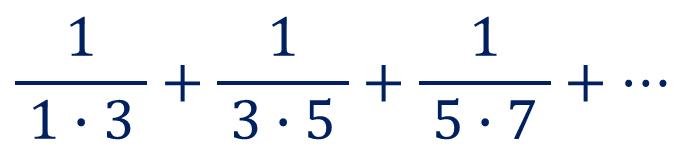 1/(1 · 3) + 1/(3 · 5) + 1/(5 · 7) + ⋯